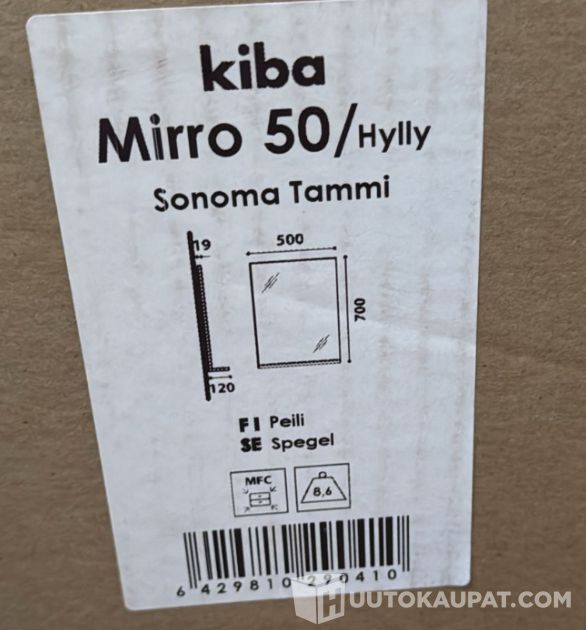 kiba
Mirro 50/Hylly
Sonoma Tammi
19
500
700
120
FI Peili
SE Spegel
MFC
8,6
6 429810 290410
HUUTOKAUPAT.COM